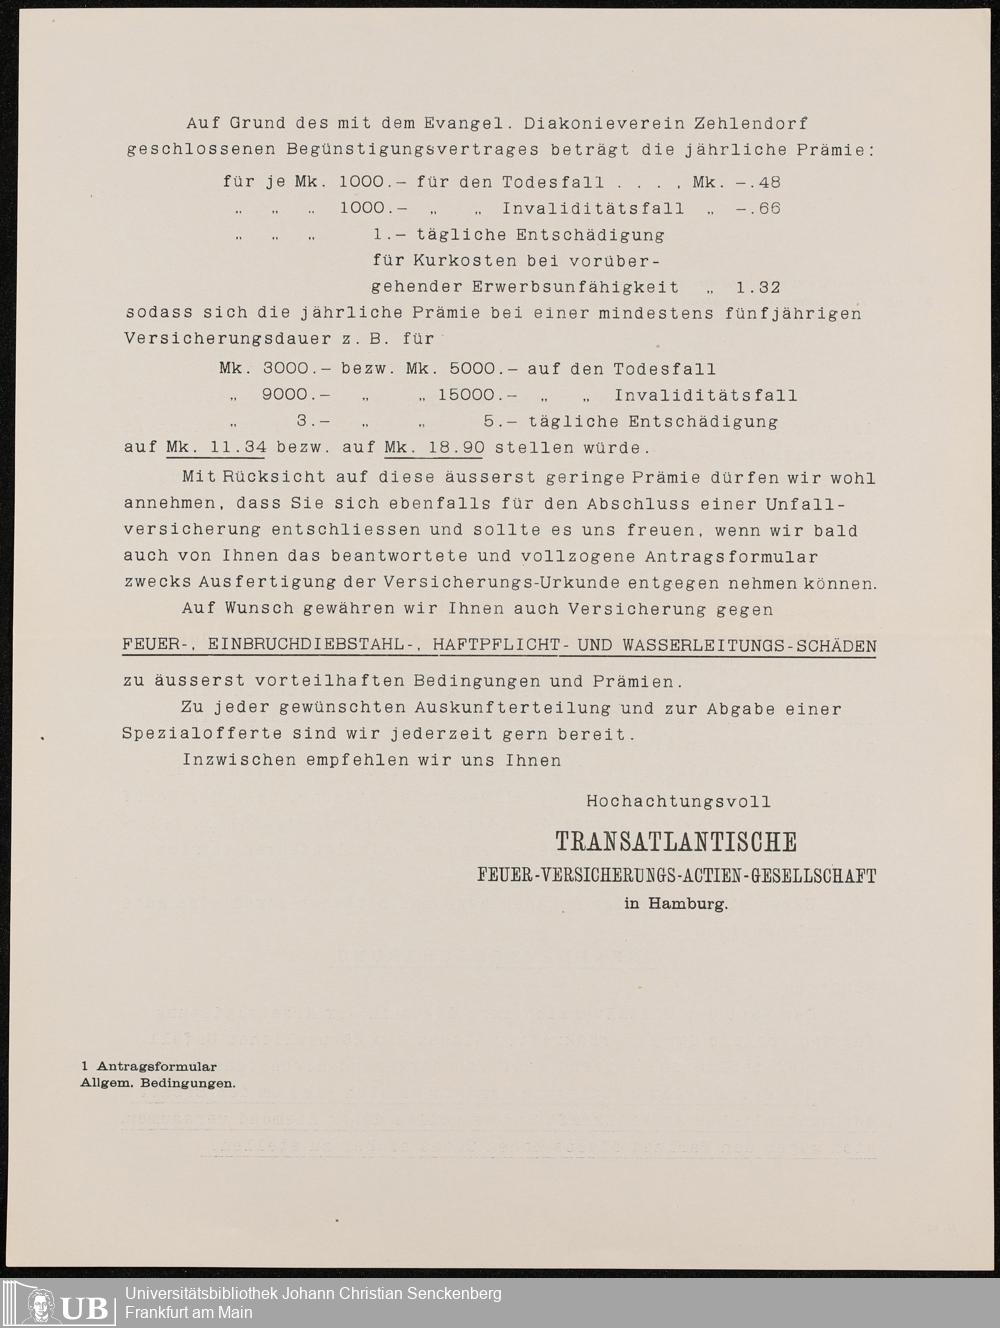 Auf Grund des mit dem Evangel. Diakonieverein Zehlendorf
geschlossenen Begünstigungsvertrages beträgt die jährliche Prämie:
für je Mk. 1000.- für den Todesfall . . . . Mk. -.48
„ „ „ 1000.- „ „ Invaliditätsfall „ -.66
„ „ „ 1.- tägliche Entschädigung
für Kurkosten bei vorüber-
gehender Erwerbsunfähigkeit „ 1.32
sodass sich die jährliche Prämie bei einer mindestens fünfjährigen
Versicherungsdauer z. B. für
Mk. 3000.- bezw. Mk. 5000.- auf den Todesfall
„ 9000.- „ „ 15000.- „ „ Invaliditätsfall
„ 3.- „ „ 5.- tägliche Entschädigung
auf Mk. 11.34 bezw. auf Mk. 18.90 stellen würde.
Mit Rücksicht auf diese äusserst geringe Prämie dürfen wir wohl
annehmen, dass Sie sich ebenfalls für den Abschluss einer Unfall-
versicherung entschliessen und sollte es uns freuen, wenn wir bald
auch von Ihnen das beantwortete und vollzogene Antragsformular
zwecks Ausfertigung der Versicherungs-Urkunde entgegen nehmen können.
Auf Wunsch gewähren wir Ihnen auch Versicherung gegen
FEUER-, EINBRUCHDIEBSTAHL-, HAFTPFLICHT- UND WASSERLEITUNGS-SCHÄDEN
zu äusserst vorteilhaften Bedingungen und Prämien.
Zu jeder gewünschten Auskunfterteilung und zur Abgabe einer
Spezialofferte sind wir jederzeit gern bereit.
Inzwischen empfehlen wir uns Ihnen
Hochachtungsvoll
TRANSATLANTISCHE
FEUER-VERSICHERUNGS-ACTIEN-GESELLSCHAFT
in Hamburg.
1 Antragsformular
Allgem. Bedingungen.
UB
Universitätsbibliothek Johann Christian Senckenberg
Frankfurt am Main